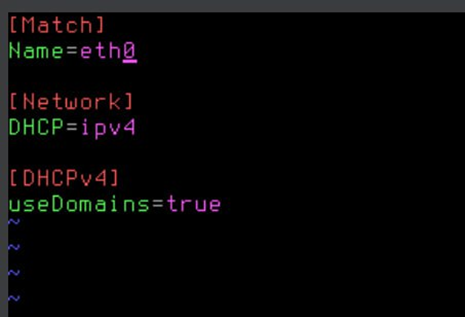 [Match]
Name=eth0
[Network]
DHCP=ipv4
[DHCPv4]
useDomains=true
~
~
~
~